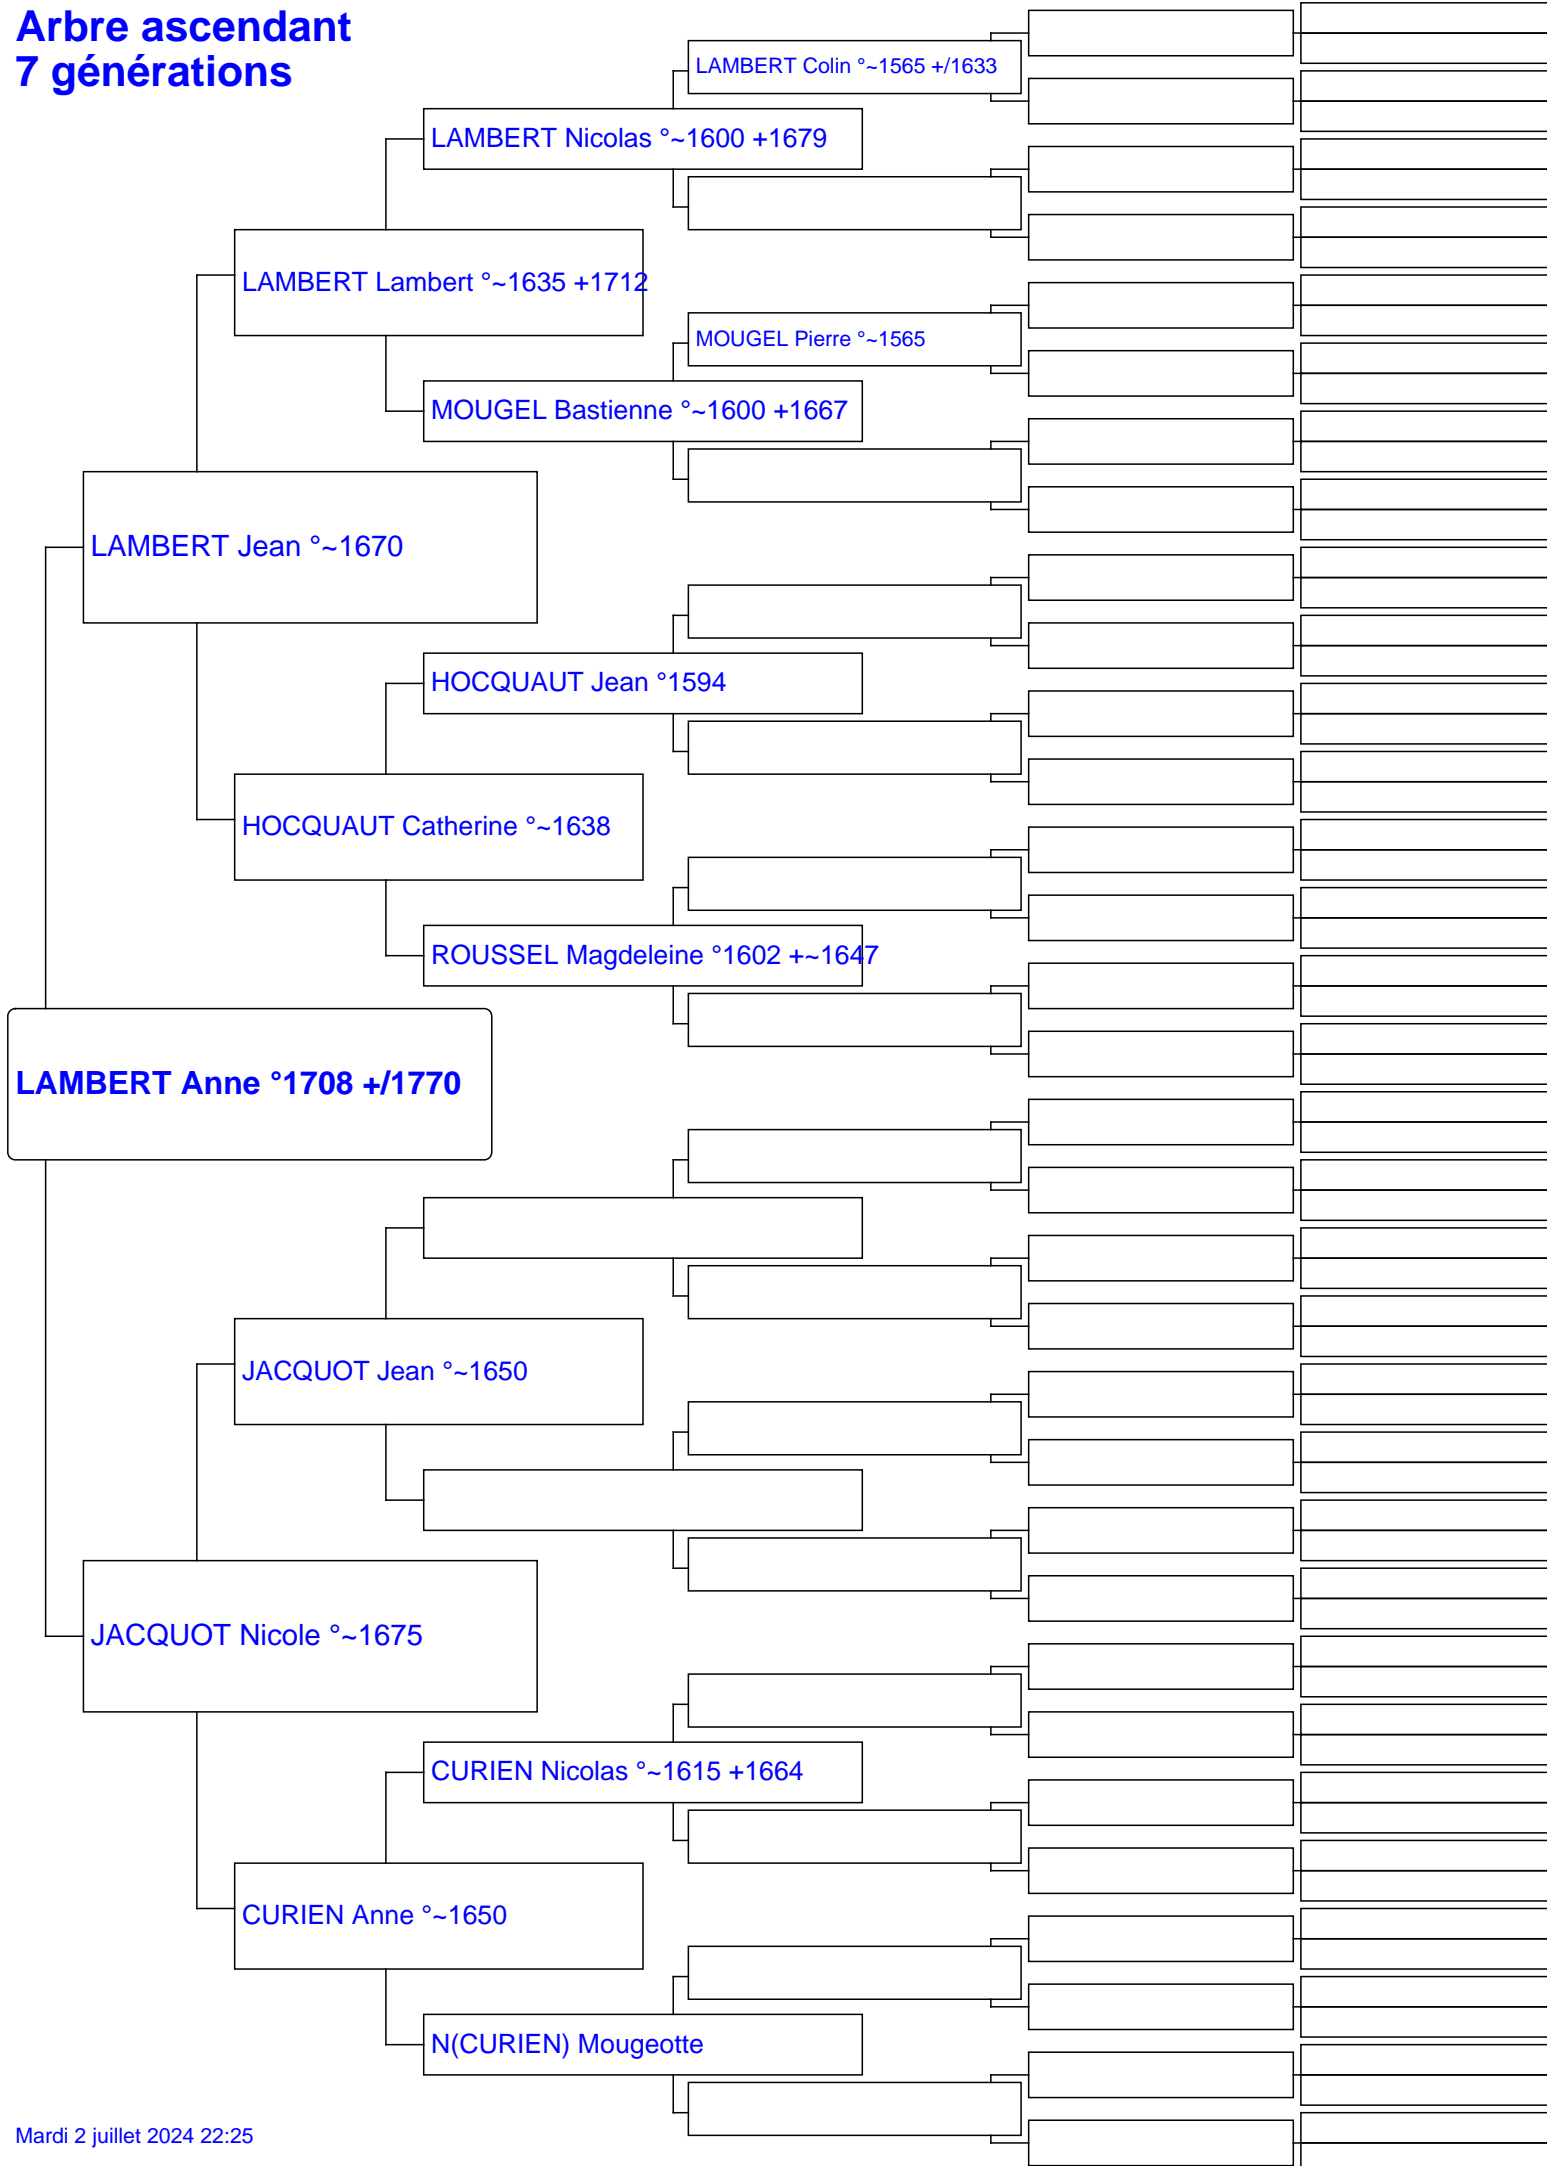 Arbre ascendant
7 générations
LAMBERT Colin °~1565 +/1633
LAMBERT Nicolas °~1600 +1679
LAMBERT Lambert °~1635 +1712
MOUGEL Pierre °~1565
MOUGEL Bastienne °~1600 +1667
LAMBERT Jean °~1670
HOCQUAUT Jean °1594
HOCQUAUT Catherine °~1638
ROUSSEL Magdeleine °1602 +~1647
LAMBERT Anne °1708 +/1770
JACQUOT Jean °~1650
JACQUOT Nicole °~1675
CURIEN Nicolas °~1615 +1664
CURIEN Anne °~1650
N(CURIEN) Mougeotte
Mardi 2 juillet 2024 22:25